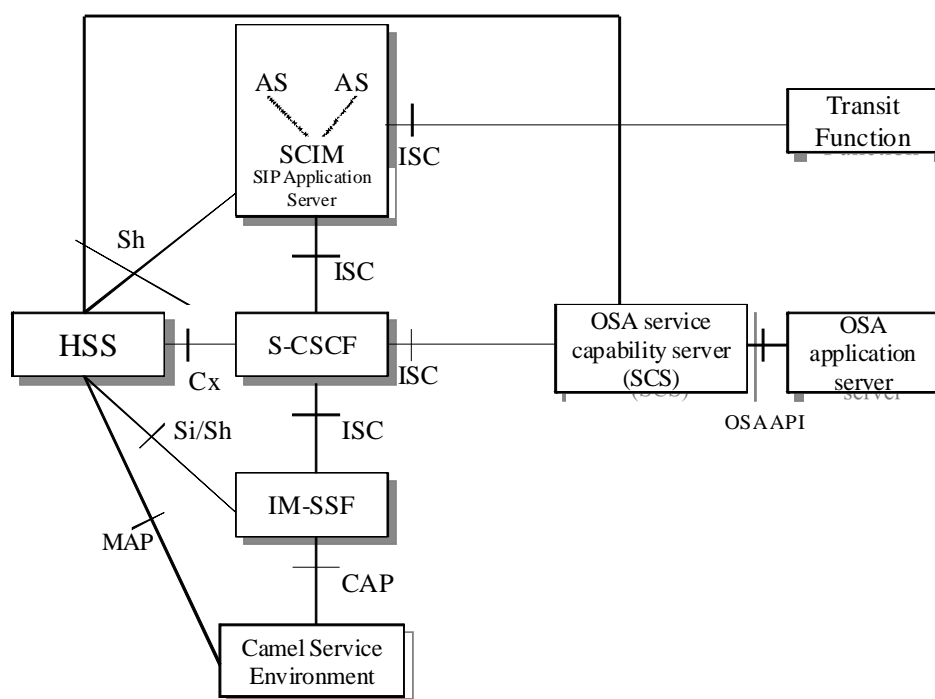 AS AS
SCIM
SIP Application
Server
ISC
Transit
Function
Sh
ISC
HSS
Cx
S-CSCF
ISC
OSA service
capability server
(SCS)
OSA API
OSA
application
server
Si/Sh
ISC
IM-SSF
MAP
CAP
Camel Service
Environment